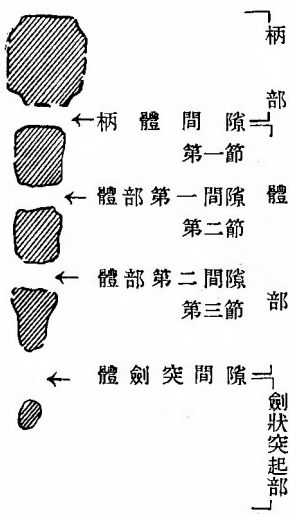 柄部
←柄體間隙
第一節
←體部第一間隙
體部
第二節
←體部第二間隙
第三節
←體劍突間隙
劍狀突起部